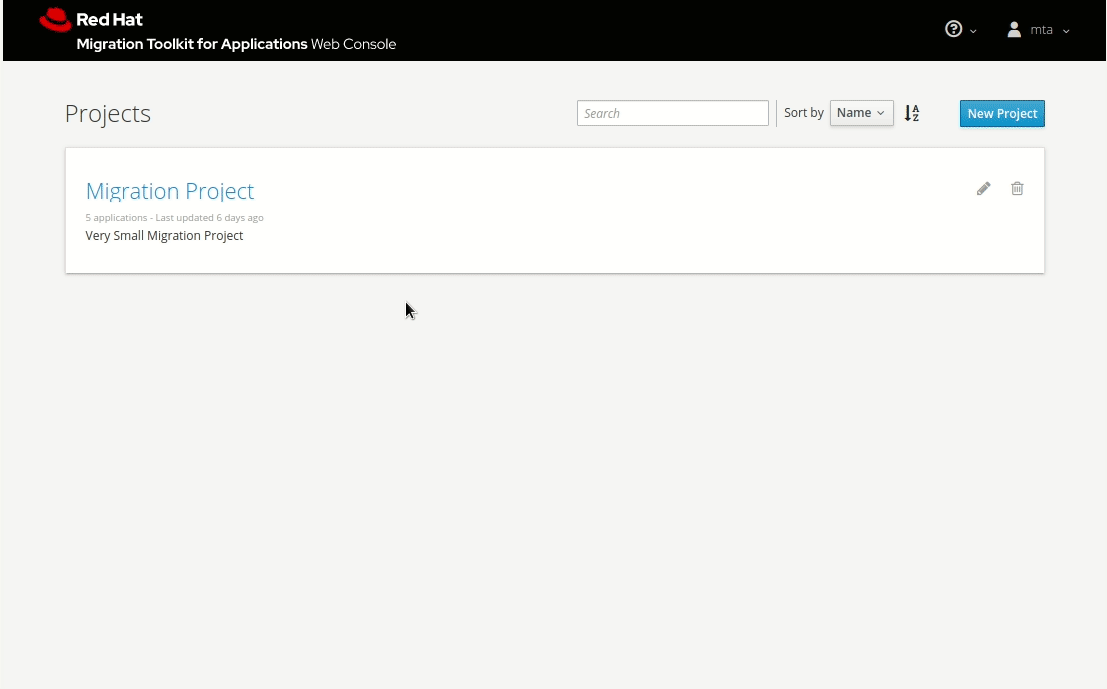 Red Hat
Migration Toolkit for Applications Web Console
mta
Projects
Search
Sort by
Name
New Project
Migration Project
5 applications - Last updated 6 days ago
Very Small Migration Project